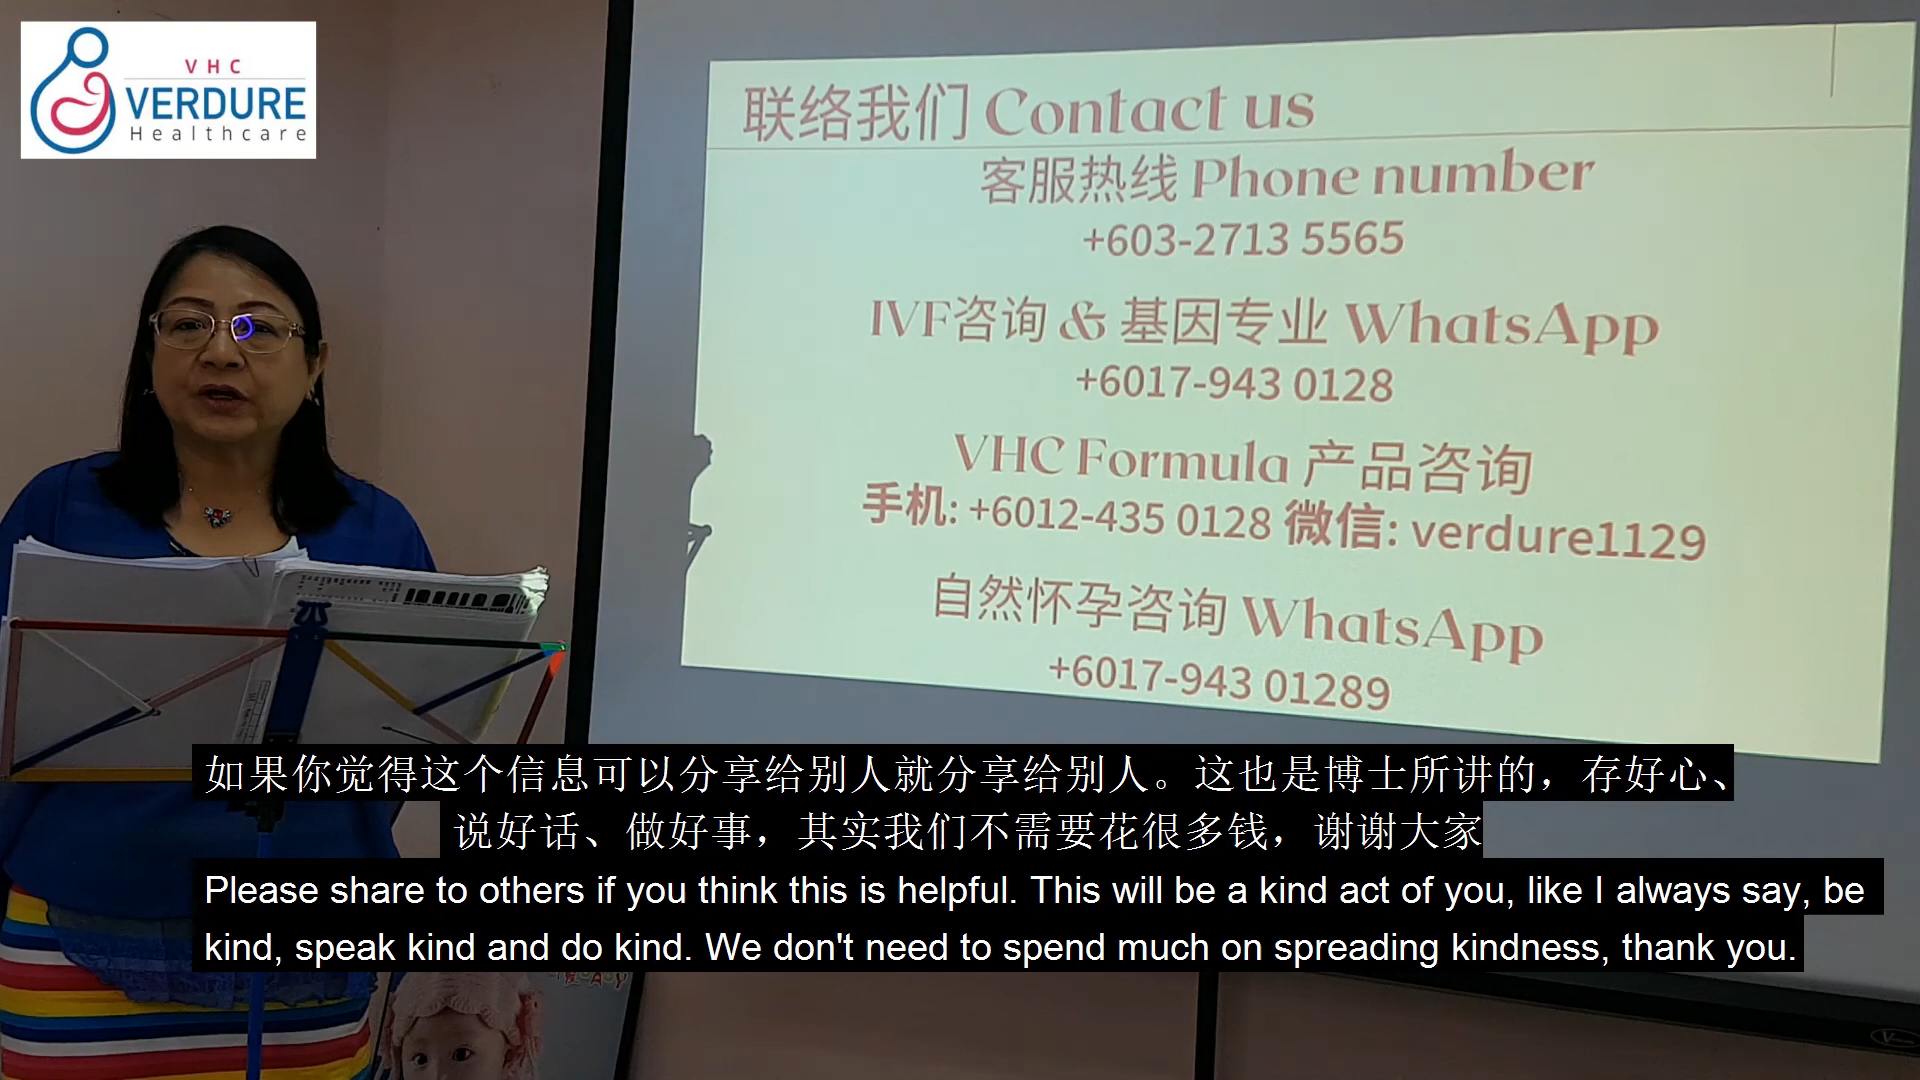 VHC
VERDURE
Healthcare
联络我们 Contact us
客服热线 Phone number
+603-2713 5565
IVF咨询 & 基因专业 WhatsApp
+6017-943 0128
VHC Formula 产品咨询
手机: +6012-435 0128 微信: verdure1129
自然怀孕咨询 WhatsApp
+6017-943 01289
如果你觉得这个信息可以分享给别人就分享给别人。这也是博士所讲的，存好心、
说好话、做好事，其实我们不需要花很多钱，谢谢大家
Please share to others if you think this is helpful. This will be a kind act of you, like I always say, be
kind, speak kind and do kind. We don't need to spend much on spreading kindness, thank you.